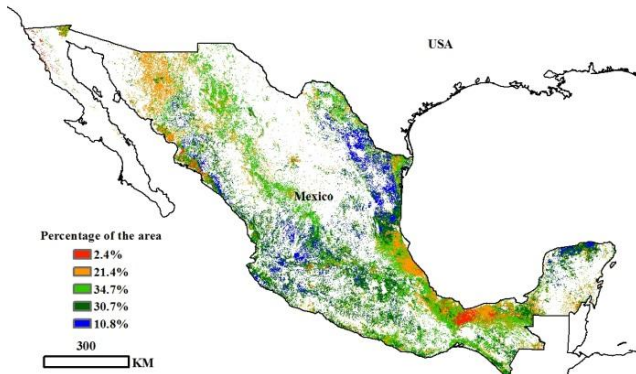 USA
Mexico
Percentage of the area
2.4%
21.4%
34.7%
30.7%
10.8%
300
KM